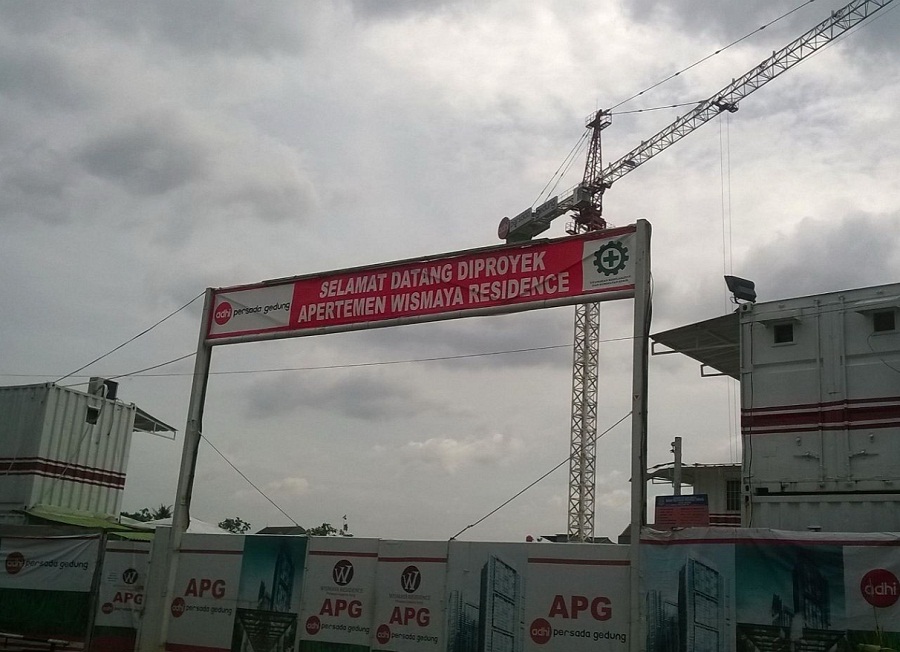 SELAMAT DATANG DIPROYEK
APERTEMEN WISMAYA RESIDENCE
adhi persada gedung
adhi persada gedung
APG
APG
adhi persada gedung
W
APG
adhi persada gedung
W
APG
adhi persada gedung
APG
adhi persada gedung
adhi